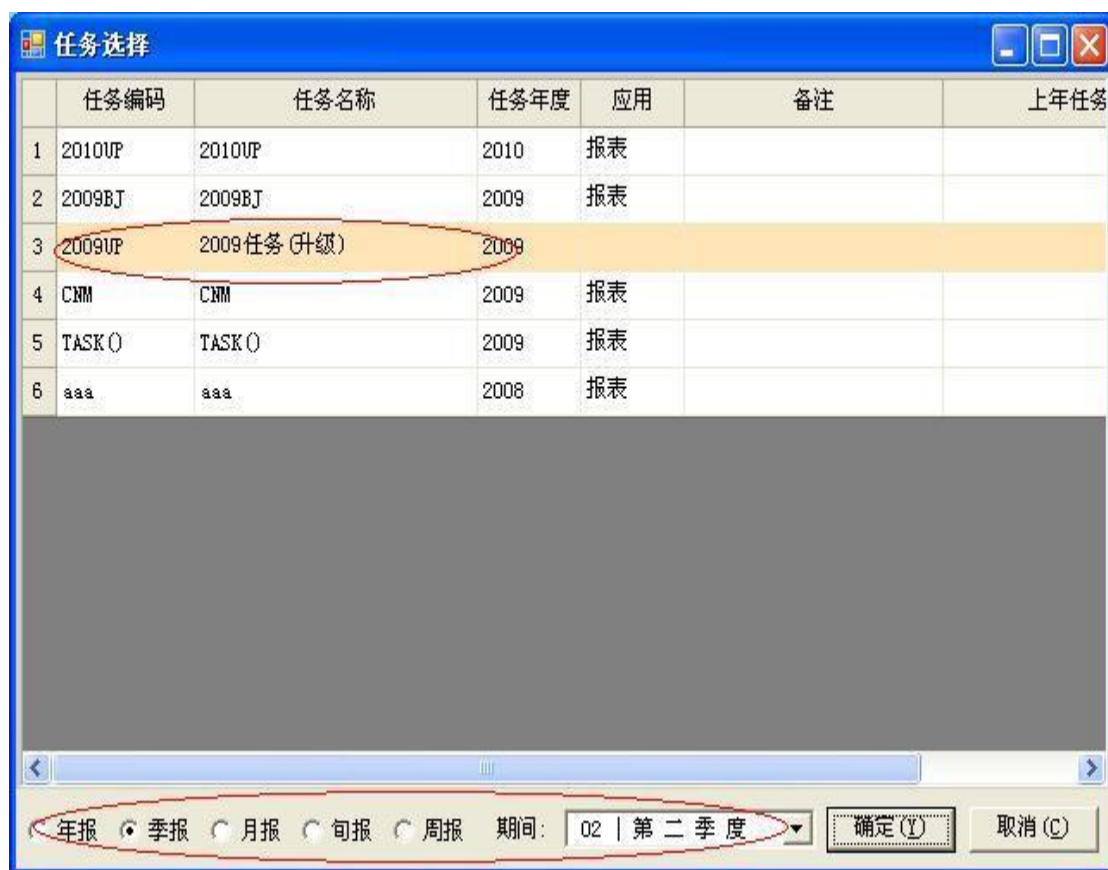 任务选择
任务编码 任务名称 任务年度 应用 备注 上年任务
1 2010UP 2010UP 2010 报表
2 2009BJ 2009BJ 2009 报表
3 2009UP 2009任务(升级) 2009
4 CNM CNM 2009 报表
5 TASK() TASK() 2009 报表
6 aaa aaa 2008 报表
年报 季报 月报 旬报 周报 期间: 02 | 第 二 季 度 确定(Y) 取消(C)